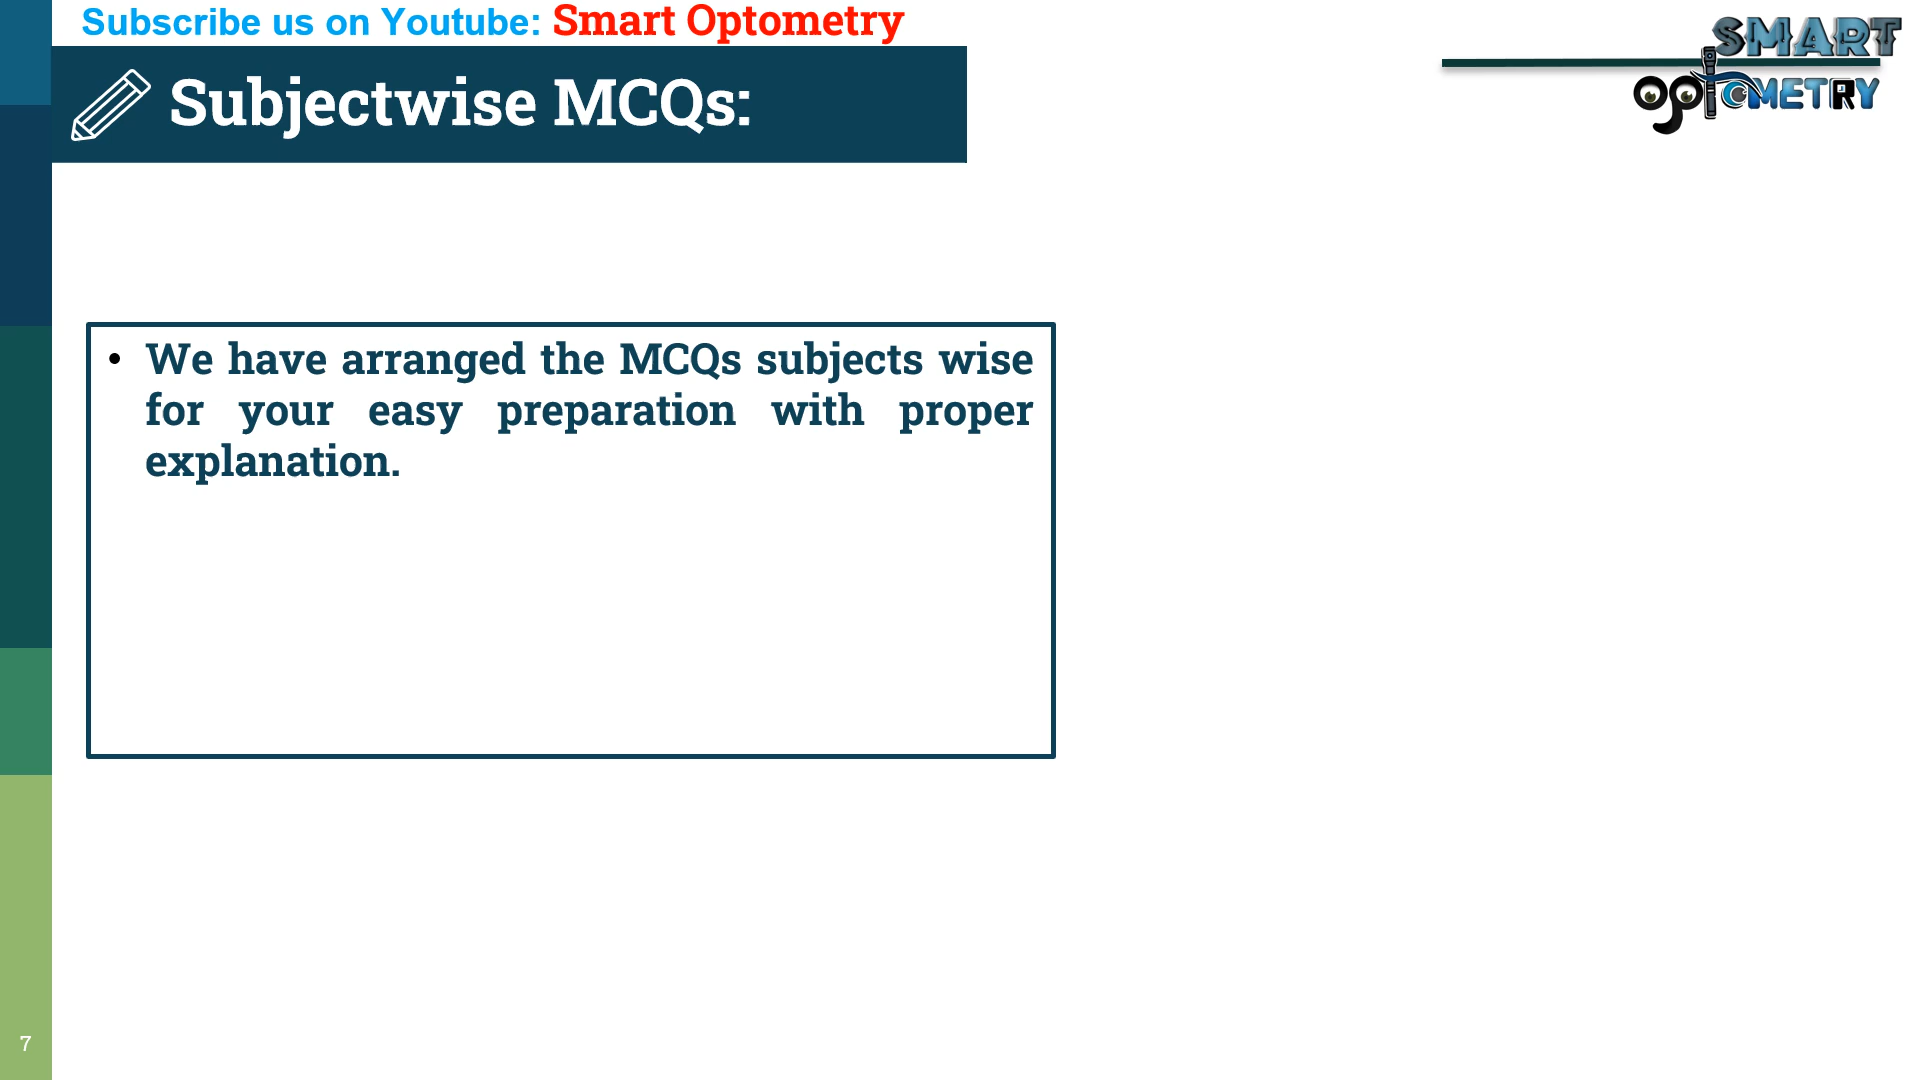 Subscribe us on Youtube: Smart Optometry
SMART
OPTOMETRY
Subjectwise MCQs:
• We have arranged the MCQs subjects wise
for your easy preparation with proper
explanation.
7